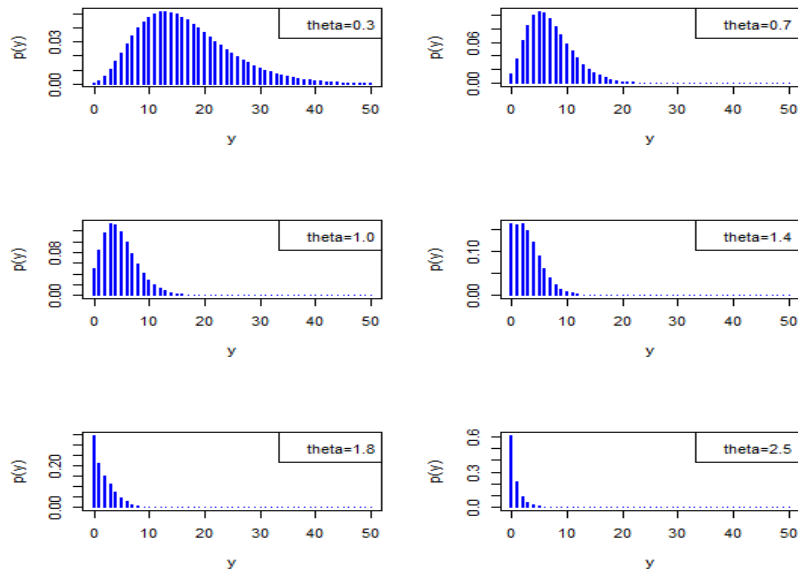 theta=0.3
p(y)
0.00 0.03
0 10 20 30 40 50
y
theta=0.7
p(y)
0.00 0.06
0 10 20 30 40 50
y
theta=1.0
p(y)
0.00 0.08
0 10 20 30 40 50
y
theta=1.4
p(y)
0.00 0.10
0 10 20 30 40 50
y
theta=1.8
p(y)
0.00 0.20
0 10 20 30 40 50
y
theta=2.5
p(y)
0.0 0.3 0.6
0 10 20 30 40 50
y